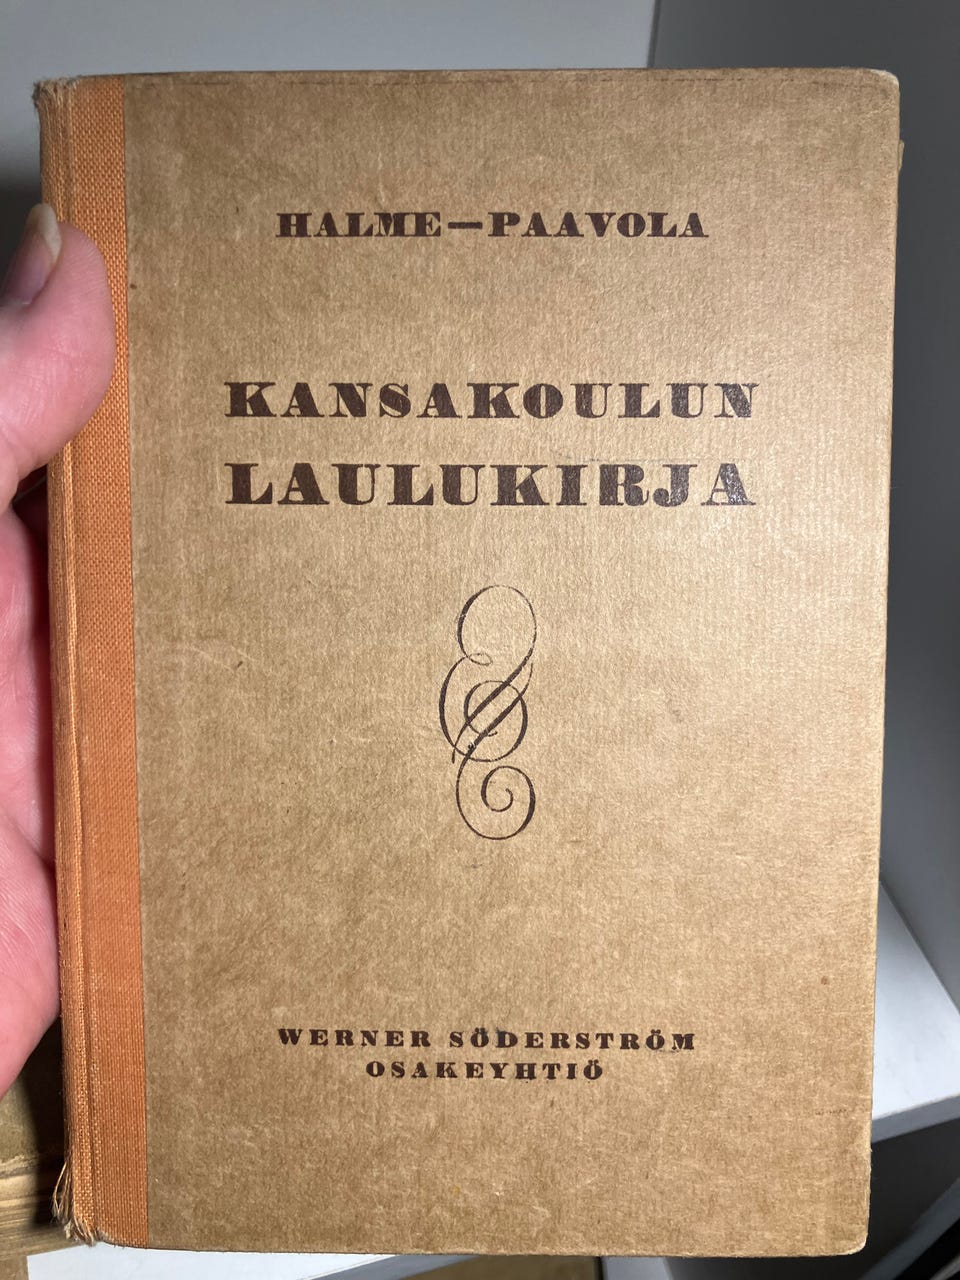 HALME—PAAVOLA
KANSAKOULUN
LAULUKIRJA
WERNER SÖDERSTRÖM
OSAKEYHTIÖ